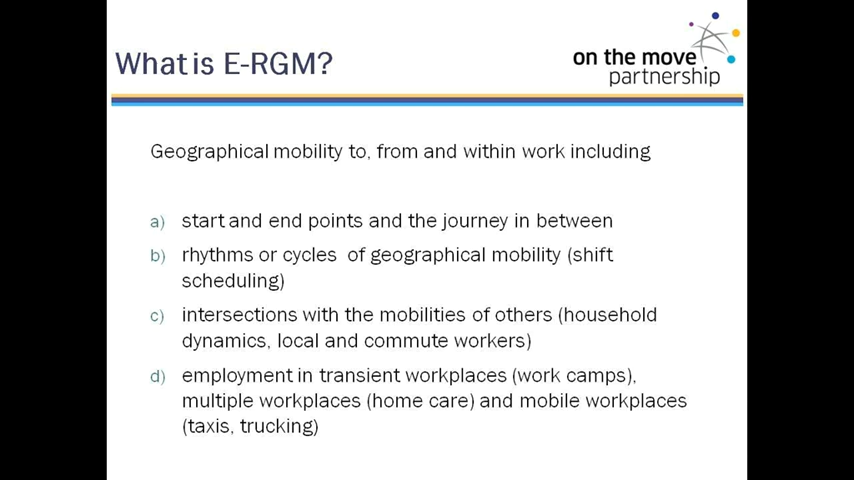 What is E-RGM?
on the move
partnership
Geographical mobility to, from and within work including
a) start and end points and the journey in between
b) rhythms or cycles of geographical mobility (shift
scheduling)
c) intersections with the mobilities of others (household
dynamics, local and commute workers)
d) employment in transient workplaces (work camps),
multiple workplaces (home care) and mobile workplaces
(taxis, trucking)